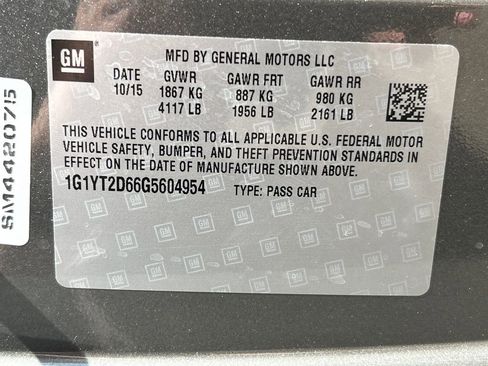 GM
MFD BY GENERAL MOTORS LLC
DATE GVWR GAWR FRT GAWR RR
10/15 1867 KG 887 KG 980 KG
4117 LB 1956 LB 2161 LB
THIS VEHICLE CONFORMS TO ALL APPLICABLE U.S. FEDERAL MOTOR
VEHICLE SAFETY, BUMPER, AND THEFT PREVENTION STANDARDS IN
EFFECT ON THE DATE OF MANUFACTURE SHOWN ABOVE.
1G1YT2D66G5604954 TYPE: PASS CAR
SM442075